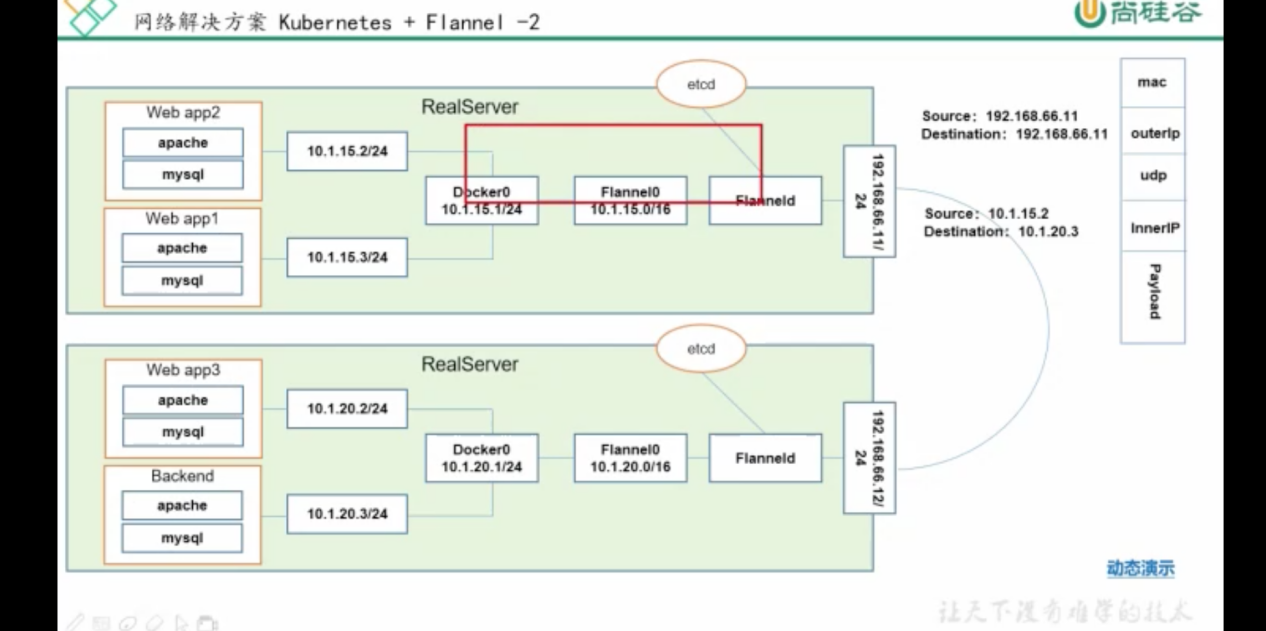 网络解决方案 Kubernetes + Flannel -2
尚硅谷
etcd
RealServer
Web app2
apache
mysql
10.1.15.2/24
Web app1
apache
mysql
10.1.15.3/24
Docker0
10.1.15.1/24
Flannel0
10.1.15.0/16
Flanneld
192.168.66.11/
24
Source: 192.168.66.11
Destination: 192.168.66.11
Source: 10.1.15.2
Destination: 10.1.20.3
mac
outerIp
udp
InnerIP
Payload
etcd
RealServer
Web app3
apache
mysql
10.1.20.2/24
Backend
apache
mysql
10.1.20.3/24
Docker0
10.1.20.1/24
Flannel0
10.1.20.0/16
Flanneld
192.168.66.12/
24
动态演示
让天下没有难学的技术